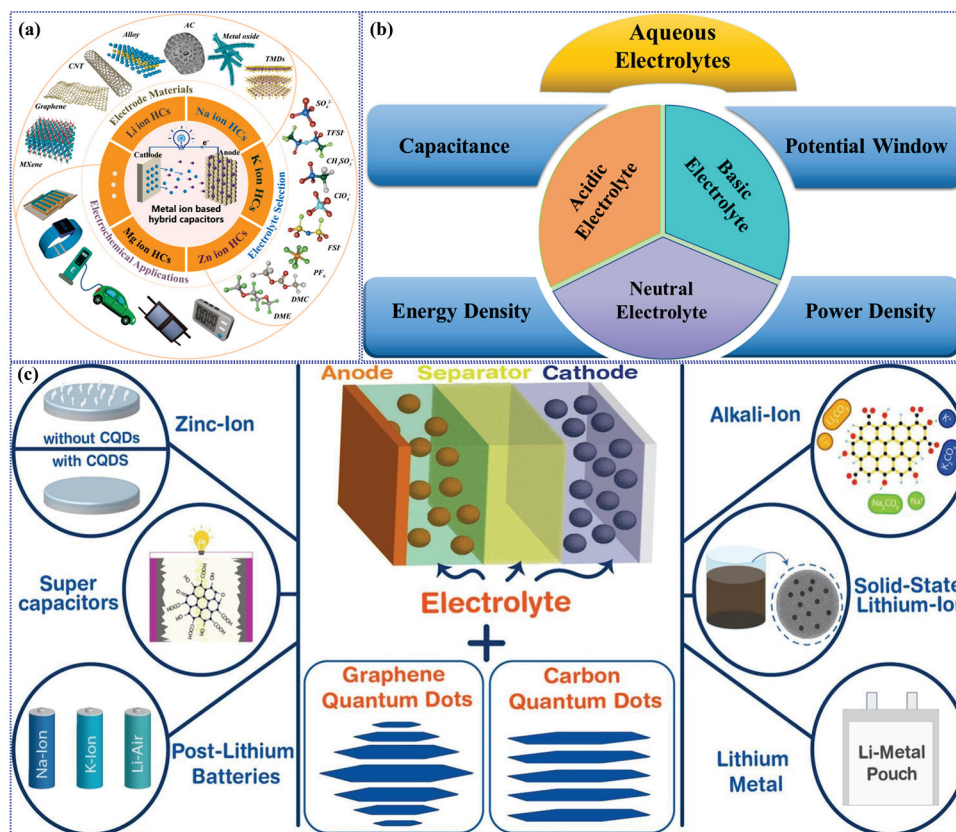 (a)
AC
Alloy
Metal oxide
CNT
TMDs
Graphene
MXene
Electrode Materials
Li ion HCs
Na ion HCs
K ion HCs
Zn ion HCs
Mg ion HCs
Cathode
e⁻
Anode
Metal ion based
hybrid capacitors
Electrolyte Selection
Electrochemical Applications
TFSI⁻
FSI⁻
PF₆
DMC
DME
(b)
Aqueous
Electrolytes
Capacitance
Potential Window
Acidic
Electrolyte
Basic
Electrolyte
Neutral
Electrolyte
Energy Density
Power Density
(c)
Zinc-Ion
without CQDs
with CQDS
Super
capacitors
Na-Ion
K-Ion
Li-Air
Post-Lithium
Batteries
Anode
Separator
Cathode
Electrolyte
+
Graphene
Quantum Dots
Carbon
Quantum Dots
Alkali-Ion
Li₂CO₃
K₂CO₃
Na₂CO₃
Na⁺
Solid-State
Lithium-Ion
Lithium
Metal
Li-Metal
Pouch
HO
COOH